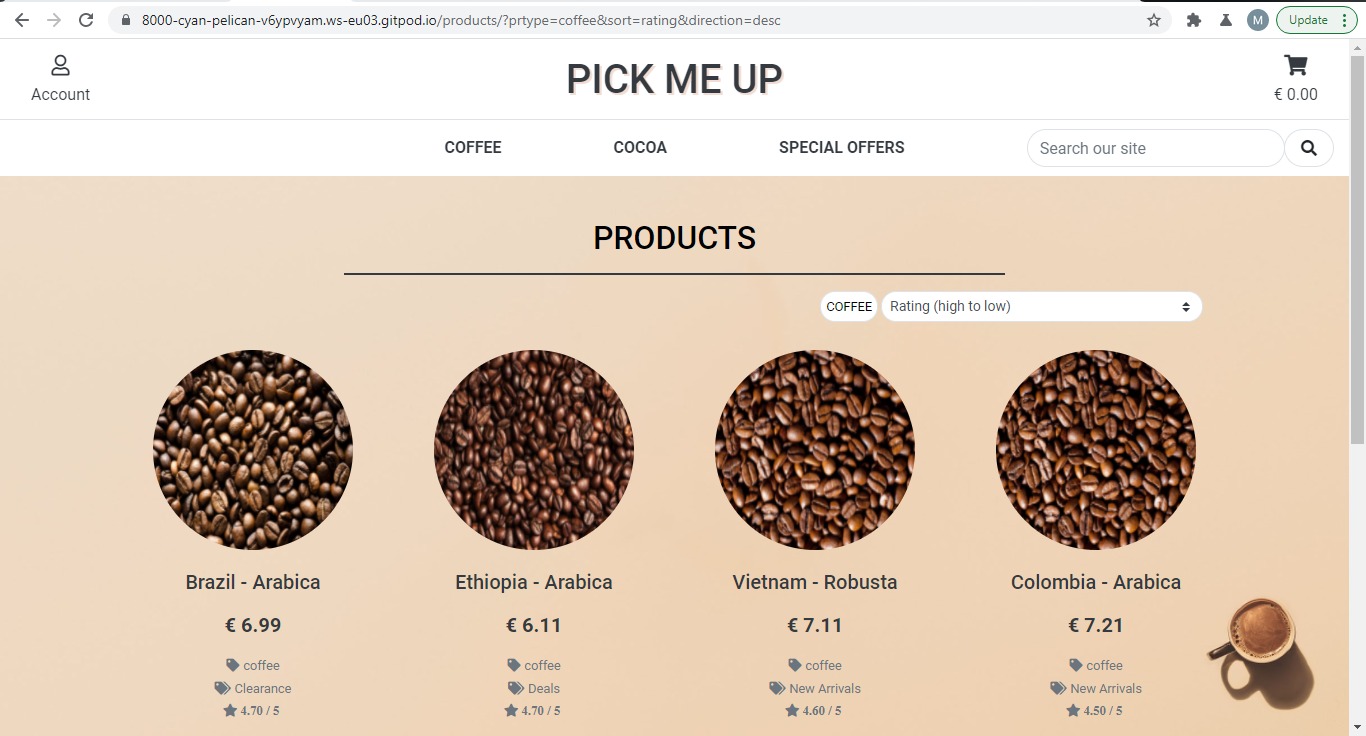 8000-cyan-pelican-v6ypvyam.ws-eu03.gitpod.io/products/?prtype=coffee&sort=rating&direction=desc
M
Update
Account
PICK ME UP
€ 0.00
COFFEE COCOA SPECIAL OFFERS
Search our site
PRODUCTS
COFFEE
Rating (high to low)
Brazil - Arabica
€ 6.99
coffee
Clearance
4.70 / 5
Ethiopia - Arabica
€ 6.11
coffee
Deals
4.70 / 5
Vietnam - Robusta
€ 7.11
coffee
New Arrivals
4.60 / 5
Colombia - Arabica
€ 7.21
coffee
New Arrivals
4.50 / 5